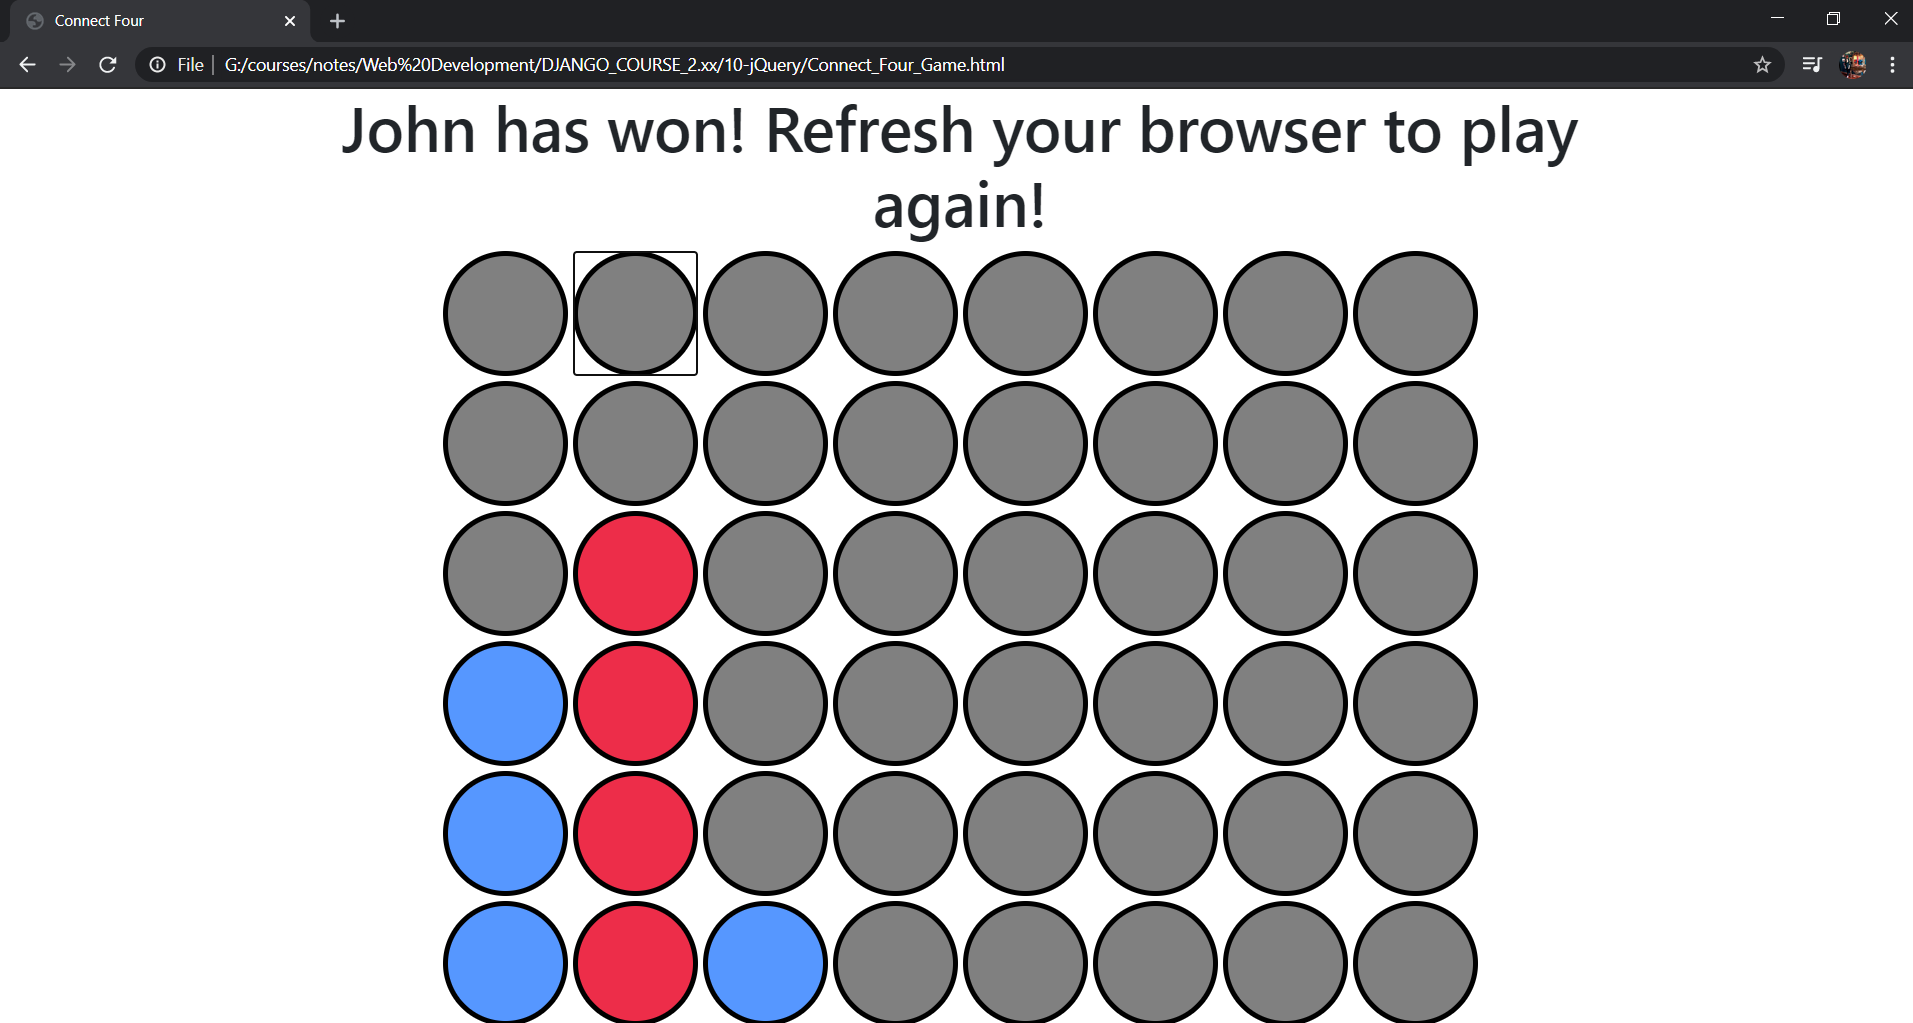 Connect Four
File
G:/courses/notes/Web%20Development/DJANGO_COURSE_2.xx/10-jQuery/Connect_Four_Game.html
John has won! Refresh your browser to play
again!